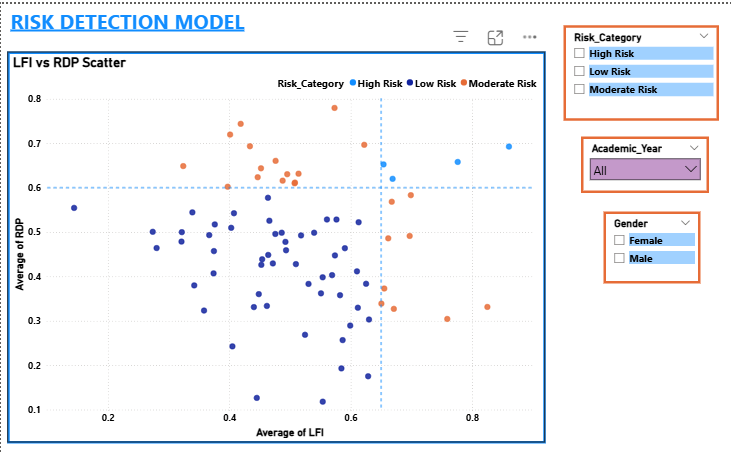 RISK DETECTION MODEL
LFI vs RDP Scatter
Risk_Category High Risk Low Risk Moderate Risk
0.8
0.7
0.6
0.5
0.4
0.3
0.2
0.1
Average of RDP
0.2 0.4 0.6 0.8
Average of LFI
Risk_Category
High Risk
Low Risk
Moderate Risk
Academic_Year
All
Gender
Female
Male